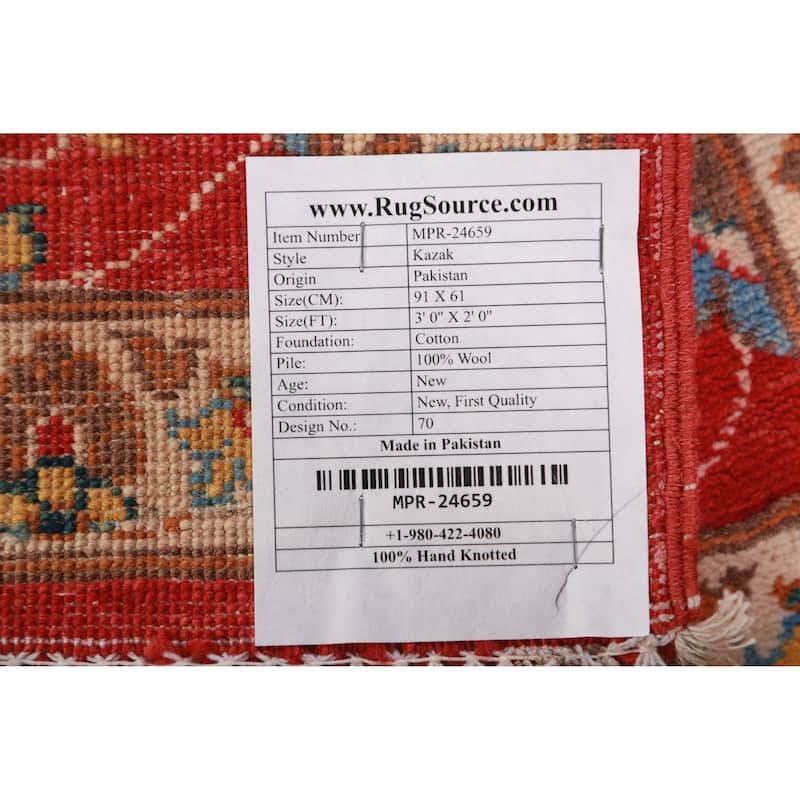 www.RugSource.com
Item Number MPR-24659
Style Kazak
Origin Pakistan
Size(CM): 91 X 61
Size(FT): 3' 0" X 2' 0"
Foundation: Cotton
Pile: 100% Wool
Age: New
Condition: New, First Quality
Design No.: 70
Made in Pakistan
MPR-24659
+1-980-422-4080
100% Hand Knotted